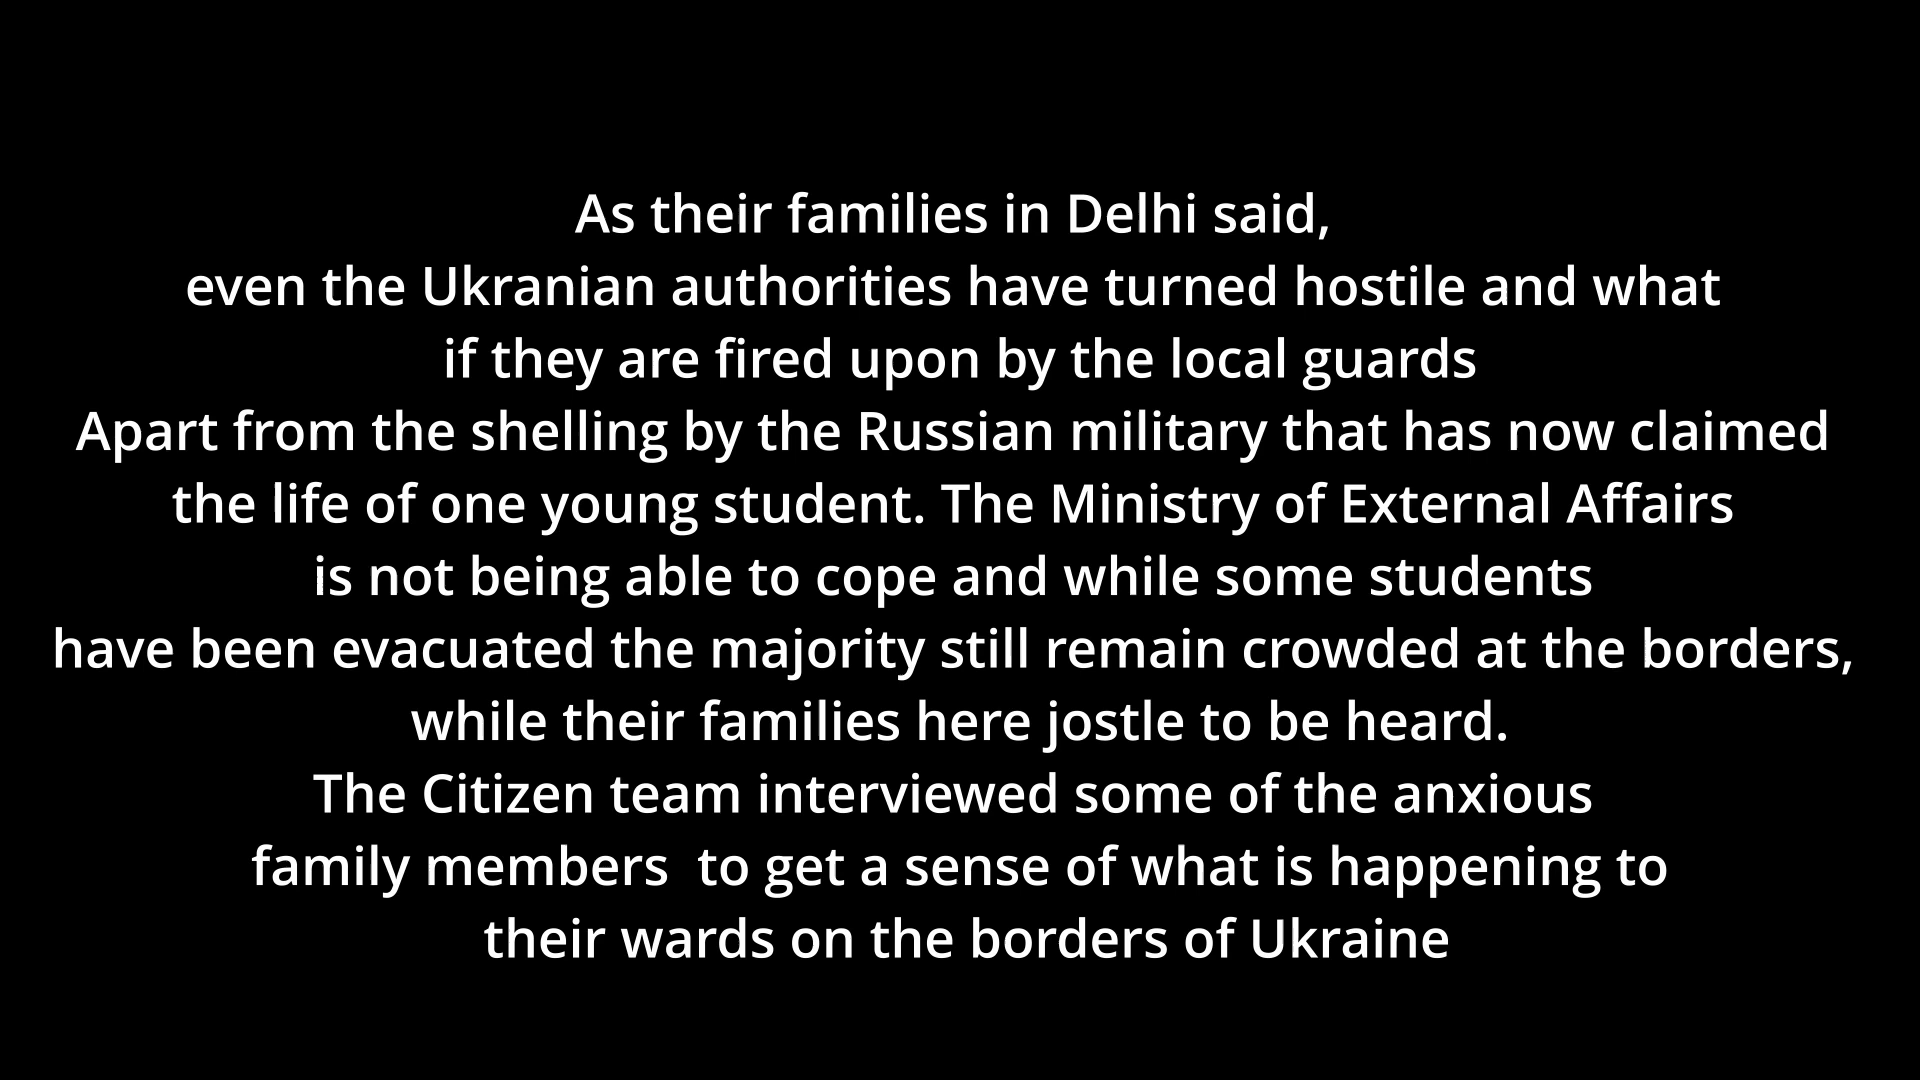 As their families in Delhi said,
even the Ukranian authorities have turned hostile and what
if they are fired upon by the local guards
Apart from the shelling by the Russian military that has now claimed
the life of one young student. The Ministry of External Affairs
is not being able to cope and while some students
have been evacuated the majority still remain crowded at the borders,
while their families here jostle to be heard.
The Citizen team interviewed some of the anxious
family members  to get a sense of what is happening to
their wards on the borders of Ukraine